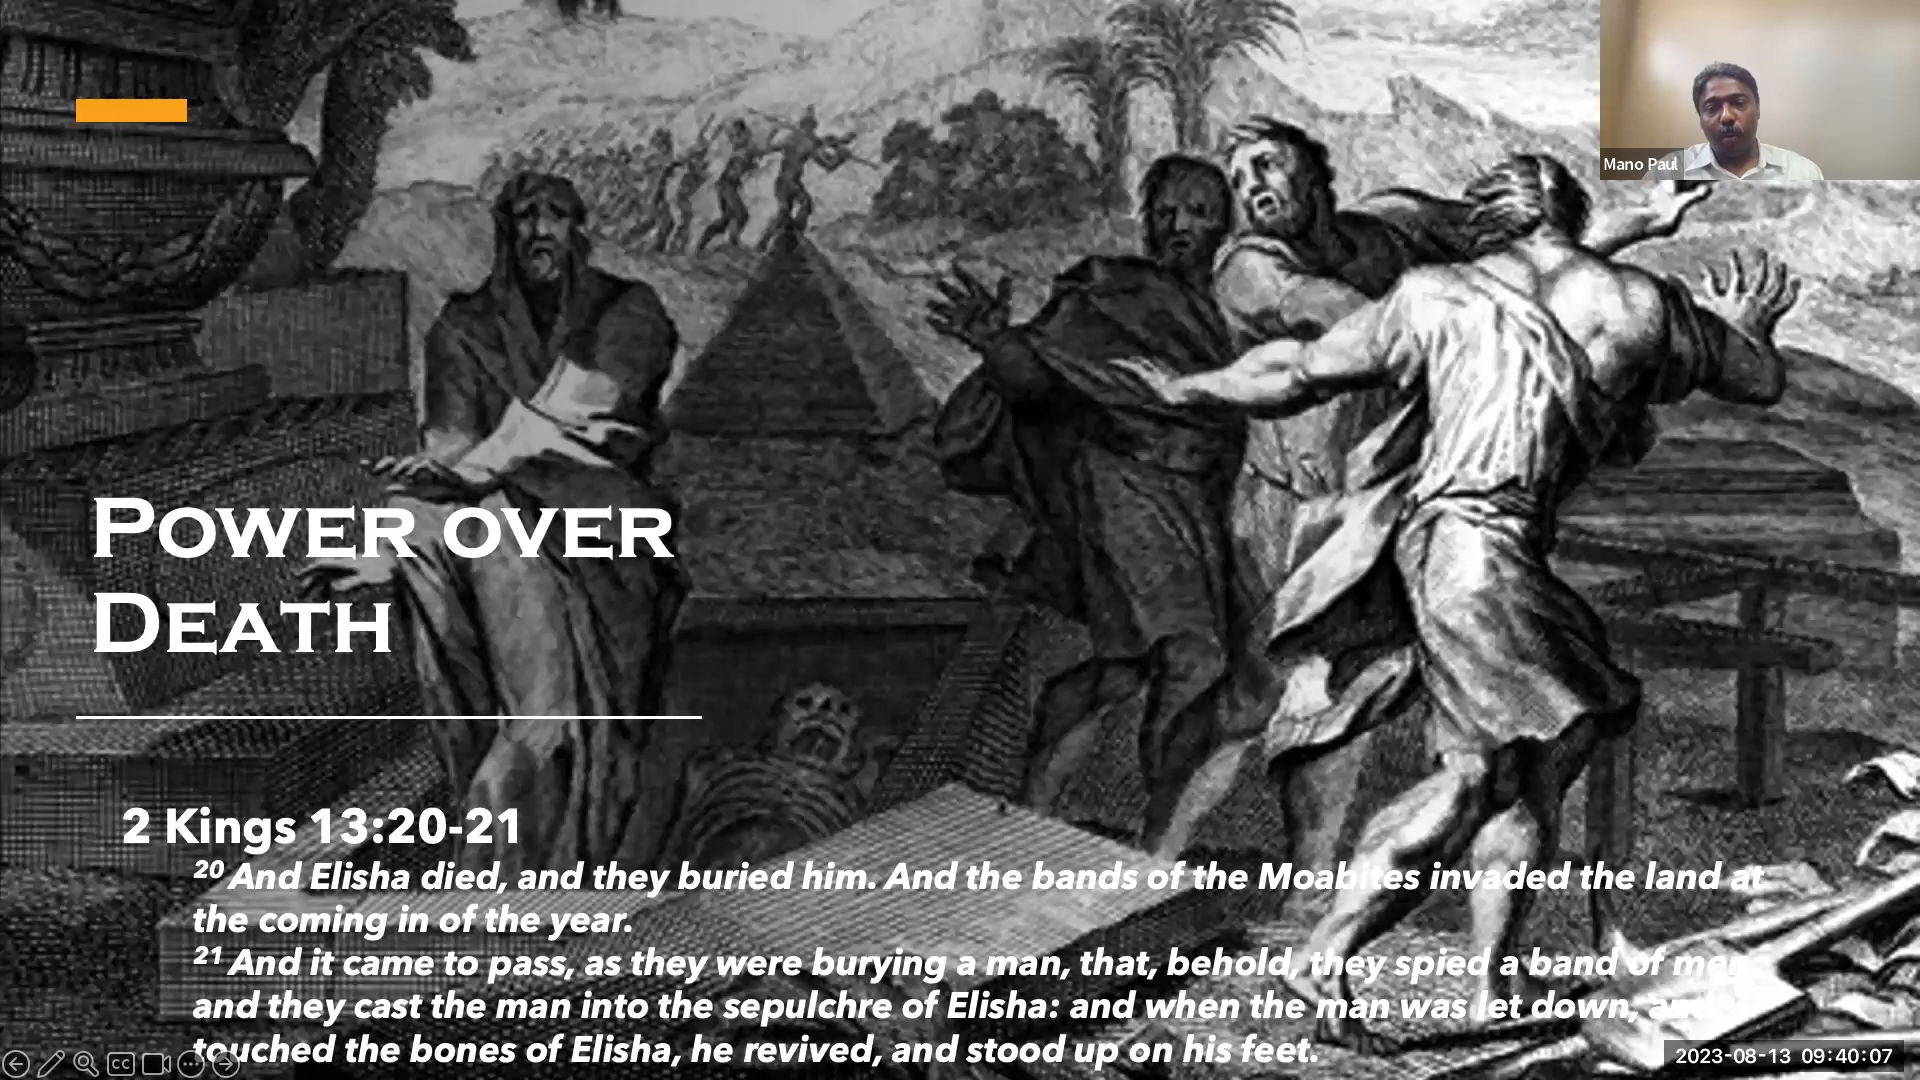 Mano Paul
Power over
Death
2 Kings 13:20-21
20 And Elisha died, and they buried him. And the bands of the Moabites invaded the land at
the coming in of the year.
21 And it came to pass, as they were burying a man, that, behold, they spied a band of men;
and they cast the man into the sepulchre of Elisha: and when the man was let down, and
touched the bones of Elisha, he revived, and stood up on his feet.
CC
2023-08-13 09:40:07